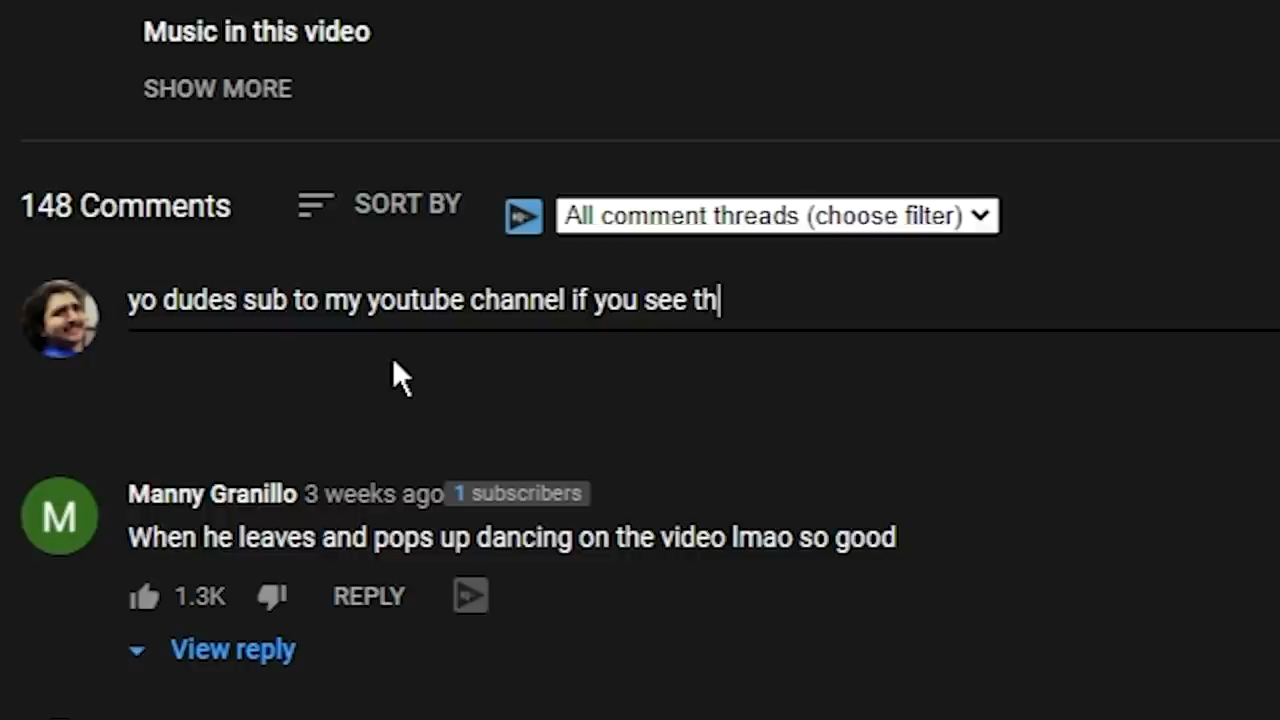 Music in this video
SHOW MORE
148 Comments SORT BY All comment threads (choose filter)
yo dudes sub to my youtube channel if you see th
M
Manny Granillo 3 weeks ago 1 subscribers
When he leaves and pops up dancing on the video lmao so good
1.3K REPLY
View reply